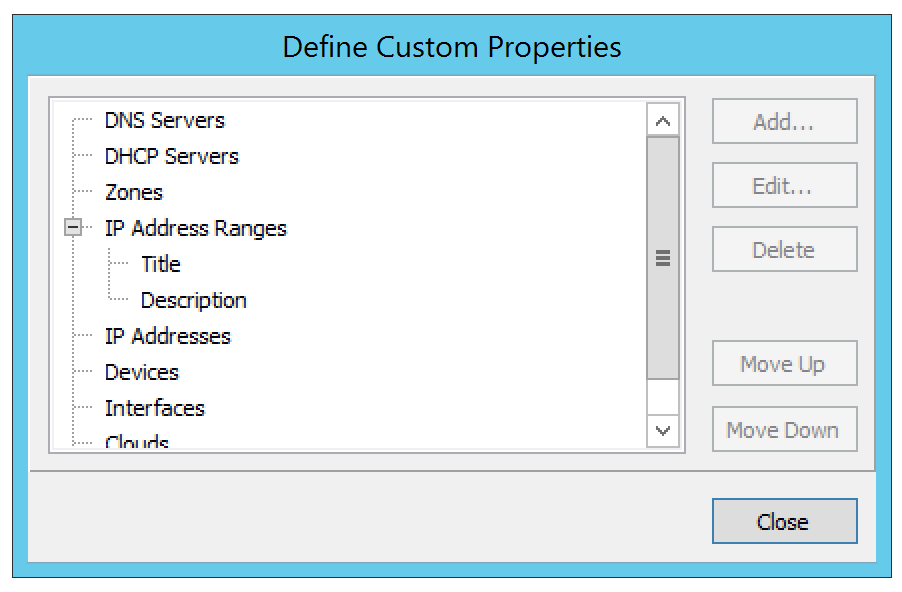 Define Custom Properties
DNS Servers
DHCP Servers
Zones
IP Address Ranges
Title
Description
IP Addresses
Devices
Interfaces
Clouds
Add...
Edit...
Delete
Move Up
Move Down
Close